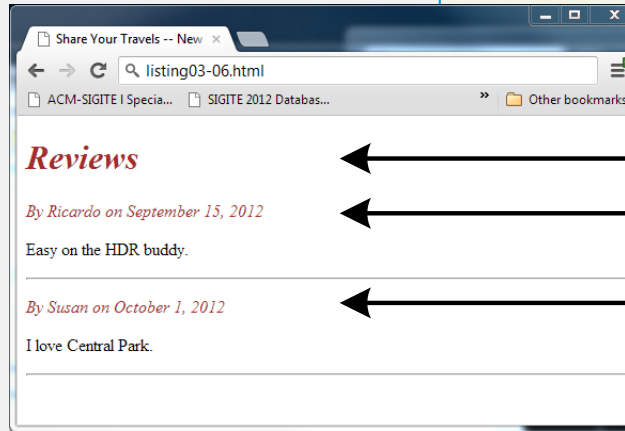 Share Your Travels -- New
listing03-06.html
ACM-SIGITE I Specia... SIGITE 2012 Databas... » Other bookmarks
Reviews
By Ricardo on September 15, 2012
Easy on the HDR buddy.
By Susan on October 1, 2012
I love Central Park.